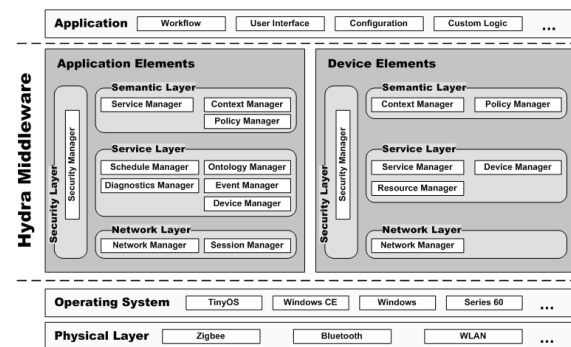 Application Workflow User Interface Configuration Custom Logic ...
Hydra Middleware
Application Elements
Security Layer
Security Manager
Semantic Layer
Service Manager Context Manager
Policy Manager
Service Layer
Schedule Manager Ontology Manager
Diagnostics Manager Event Manager
Device Manager
Network Layer
Network Manager Session Manager
Device Elements
Security Layer
Security Manager
Semantic Layer
Context Manager Policy Manager
Service Layer
Service Manager Device Manager
Resource Manager
Network Layer
Network Manager
Operating System TinyOS Windows CE Windows Series 60 ...
Physical Layer Zigbee Bluetooth WLAN ...